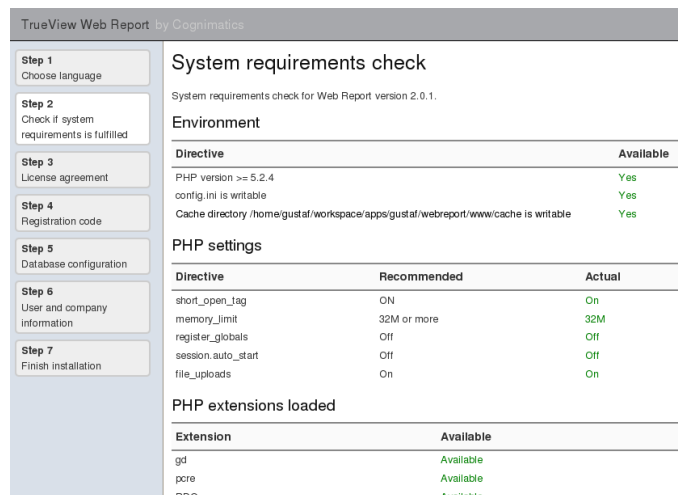 TrueView Web Report by Cognimatics
Step 1
Choose language
Step 2
Check if system
requirements is fulfilled
Step 3
License agreement
Step 4
Registration code
Step 5
Database configuration
Step 6
User and company
information
Step 7
Finish installation
System requirements check
System requirements check for Web Report version 2.0.1.
Environment
Directive Available
PHP version >= 5.2.4 Yes
config.ini is writable Yes
Cache directory /home/gustaf/workspace/apps/gustaf/webreport/www/cache is writable Yes
PHP settings
Directive Recommended Actual
short_open_tag ON On
memory_limit 32M or more 32M
register_globals Off Off
session.auto_start Off Off
file_uploads On On
PHP extensions loaded
Extension Available
gd Available
pcre Available